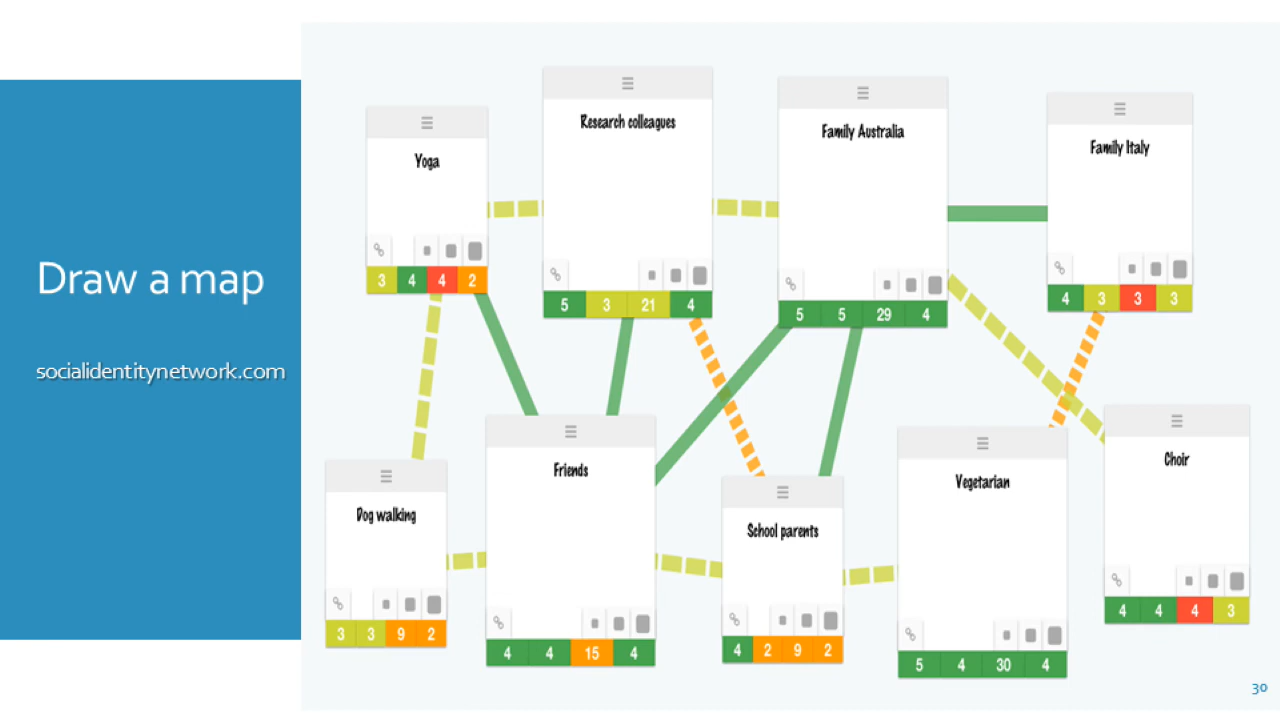 Draw a map
socialidentitynetwork.com
Yoga
3 4 4 2
Research colleagues
5 3 21 4
Family Australia
5 5 29 4
Family Italy
4 3 3 3
Dog walking
3 3 9 2
Friends
4 4 15 4
School parents
4 2 9 2
Vegetarian
5 4 30 4
Choir
4 4 4 3
30